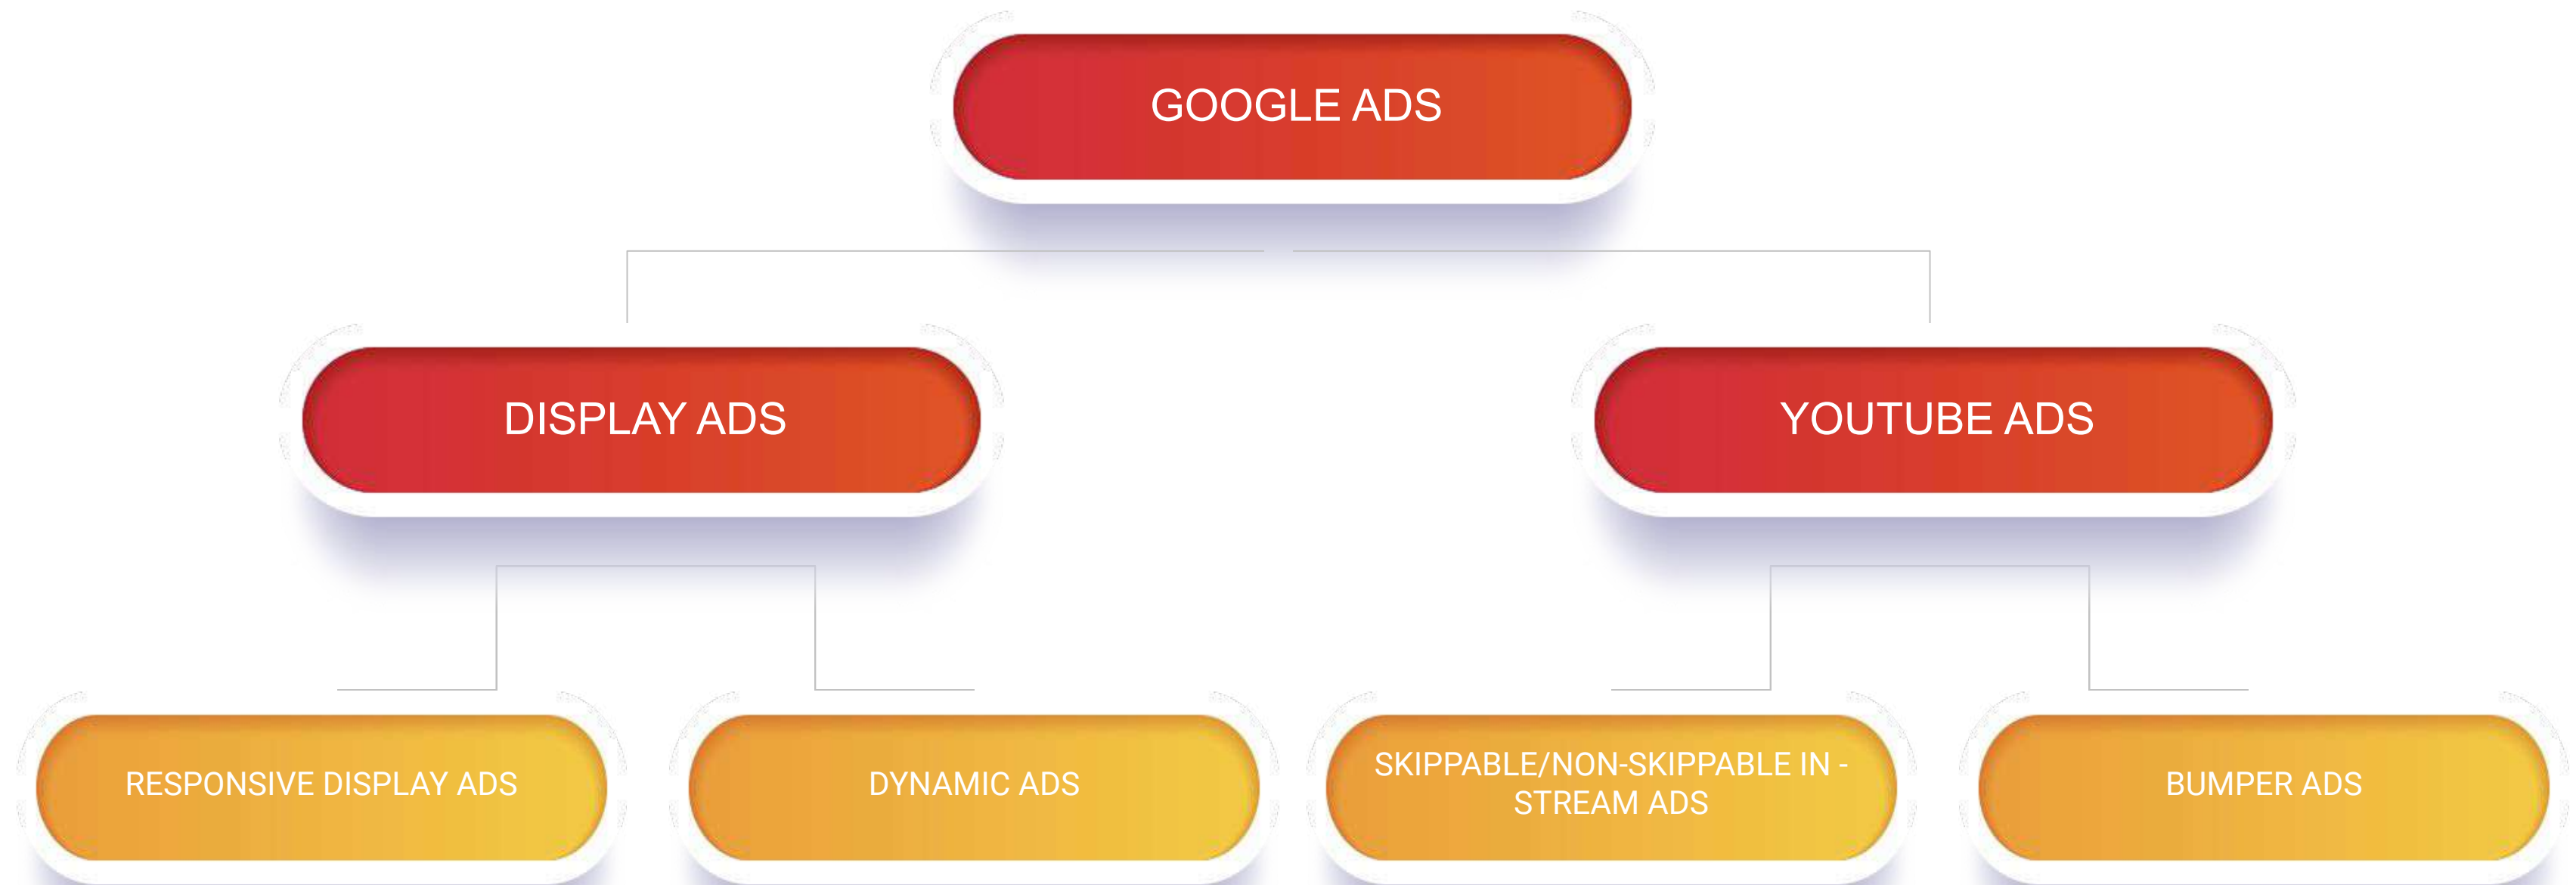 GOOGLE ADS
DISPLAY ADS
YOUTUBE ADS
RESPONSIVE DISPLAY ADS
DYNAMIC ADS
SKIPPABLE/NON-SKIPPABLE IN -
STREAM ADS
BUMPER ADS